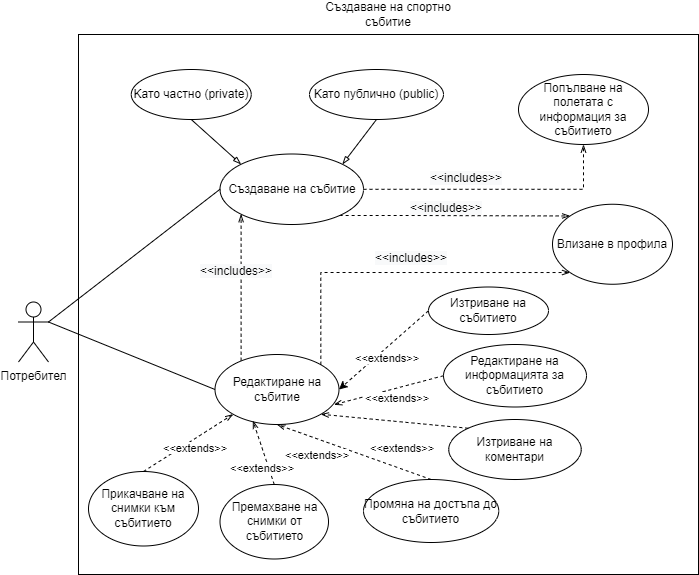 Създаване на спортно
събитие
Като частно (private)
Като публично (public)
Попълване на
полетата с
информация за
събитието
<<includes>>
Създаване на събитие
<<includes>>
Влизане в профила
<<includes>>
<<includes>>
Изтриване на
събитието
Потребител
<<extends>>
Редактиране на
събитие
Редактиране на
информацията за
събитието
<<extends>>
Изтриване на
коментари
<<extends>>
<<extends>>
<<extends>>
<<extends>>
Прикачване на
снимки към
събитието
Премахване на
снимки от
събитието
Промяна на достъпа до
събитието